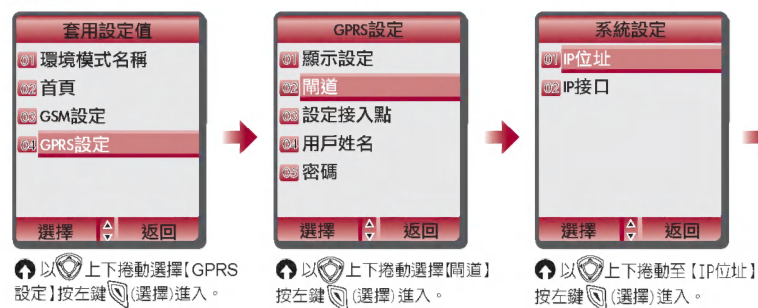 套用設定值
01 環境模式名稱
02 首頁
03 GSM設定
04 GPRS設定
選擇 返回
以上下捲動選擇【GPRS
設定】按左鍵(選擇)進入。
GPRS設定
01 顯示設定
02 閘道
03 設定接入點
04 用戶姓名
05 密碼
選擇 返回
以上下捲動選擇【閘道】
按左鍵(選擇)進入。
系統設定
01 IP位址
02 IP接口
選擇 返回
以上下捲動至【IP位址】
按左鍵(選擇)進入。